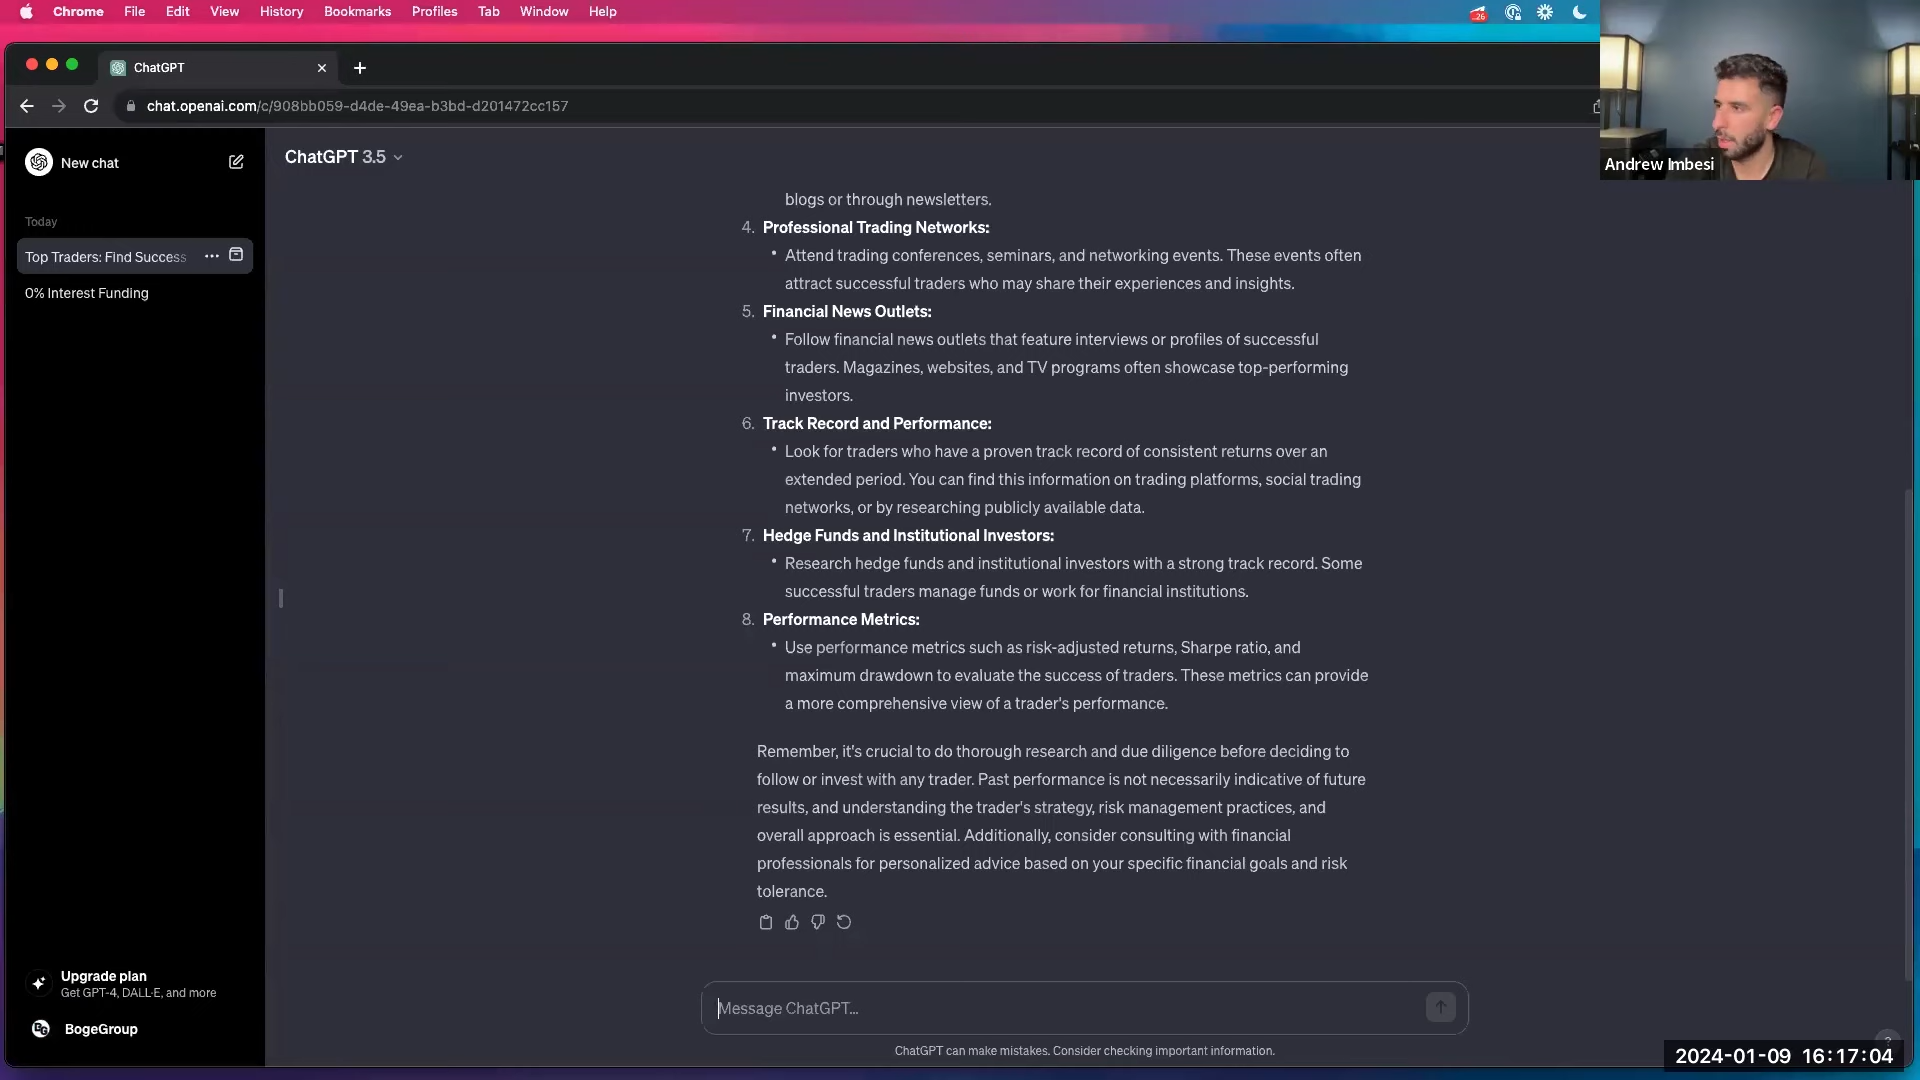 Chrome File Edit View History Bookmarks Profiles Tab Window Help
ChatGPT
chat.openai.com/c/908bb059-d4de-49ea-b3bd-d201472cc157
Andrew Imbesi
New chat
Today
Top Traders: Find Success
0% Interest Funding
Upgrade plan
Get GPT-4, DALL·E, and more
BogeGroup
ChatGPT 3.5
blogs or through newsletters.
4. Professional Trading Networks:
• Attend trading conferences, seminars, and networking events. These events often
attract successful traders who may share their experiences and insights.
5. Financial News Outlets:
• Follow financial news outlets that feature interviews or profiles of successful
traders. Magazines, websites, and TV programs often showcase top-performing
investors.
6. Track Record and Performance:
• Look for traders who have a proven track record of consistent returns over an
extended period. You can find this information on trading platforms, social trading
networks, or by researching publicly available data.
7. Hedge Funds and Institutional Investors:
• Research hedge funds and institutional investors with a strong track record. Some
successful traders manage funds or work for financial institutions.
8. Performance Metrics:
• Use performance metrics such as risk-adjusted returns, Sharpe ratio, and
maximum drawdown to evaluate the success of traders. These metrics can provide
a more comprehensive view of a trader's performance.
Remember, it's crucial to do thorough research and due diligence before deciding to
follow or invest with any trader. Past performance is not necessarily indicative of future
results, and understanding the trader's strategy, risk management practices, and
overall approach is essential. Additionally, consider consulting with financial
professionals for personalized advice based on your specific financial goals and risk
tolerance.
Message ChatGPT...
ChatGPT can make mistakes. Consider checking important information.
?
2024-01-09 16:17:04